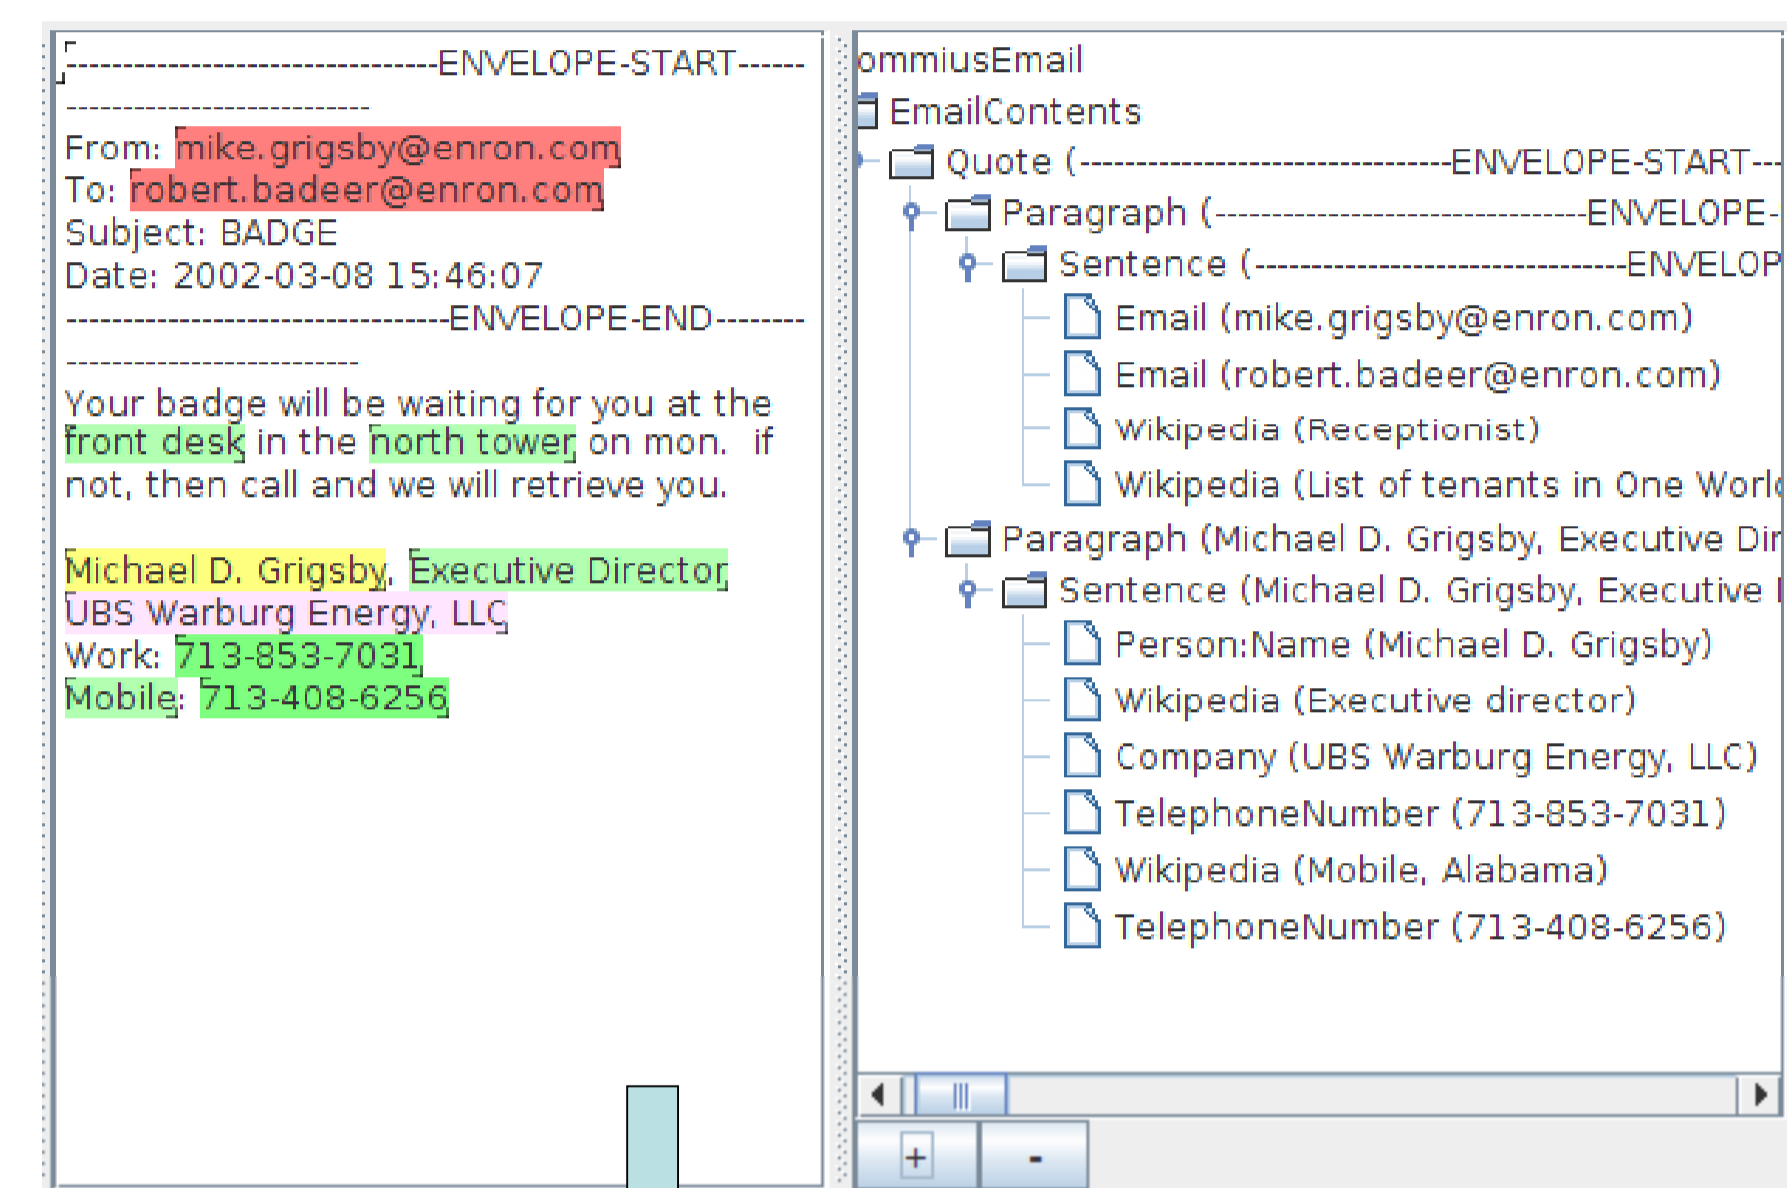 --------------------------------ENVELOPE-START------
--------------------------
From: mike.grigsby@enron.com
To: robert.badeer@enron.com
Subject: BADGE
Date: 2002-03-08 15:46:07
---------------------------------ENVELOPE-END--------
-------------------------
Your badge will be waiting for you at the
front desk in the north tower on mon.  if
not, then call and we will retrieve you.
Michael D. Grigsby, Executive Director
UBS Warburg Energy, LLC
Work: 713-853-7031
Mobile: 713-408-6256
ommiusEmail
EmailContents
Quote (--------------------------------ENVELOPE-START---
Paragraph (--------------------------------ENVELOPE-
Sentence (--------------------------------ENVELOP
Email (mike.grigsby@enron.com)
Email (robert.badeer@enron.com)
Wikipedia (Receptionist)
Wikipedia (List of tenants in One World
Paragraph (Michael D. Grigsby, Executive Dir
Sentence (Michael D. Grigsby, Executive
Person:Name (Michael D. Grigsby)
Wikipedia (Executive director)
Company (UBS Warburg Energy, LLC)
TelephoneNumber (713-853-7031)
Wikipedia (Mobile, Alabama)
TelephoneNumber (713-408-6256)
+ -